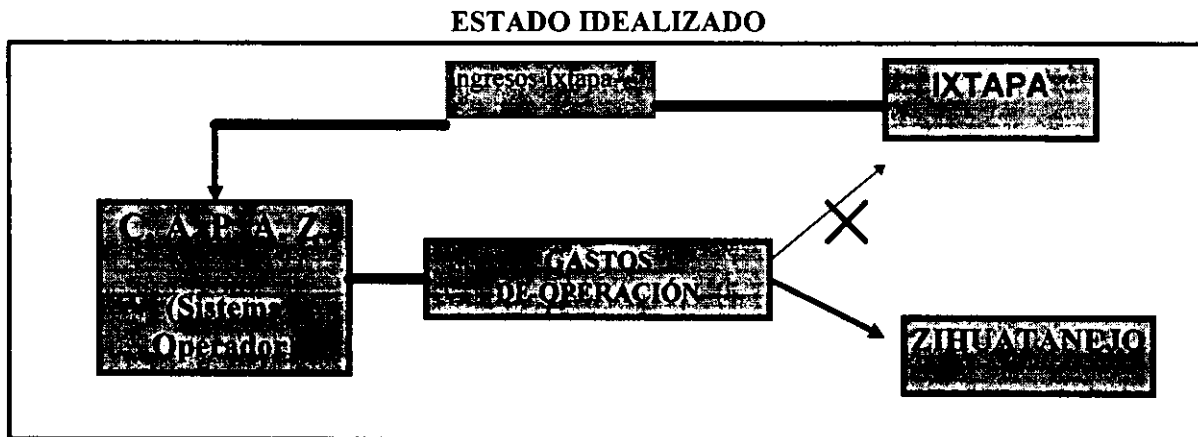 ESTADO IDEALIZADO
Ingresos Ixtapa
IXTAPA
C. A. P. A. Z.
(Sistema
Operador)
GASTOS
DE OPERACIÓN
ZIHUATANEJO